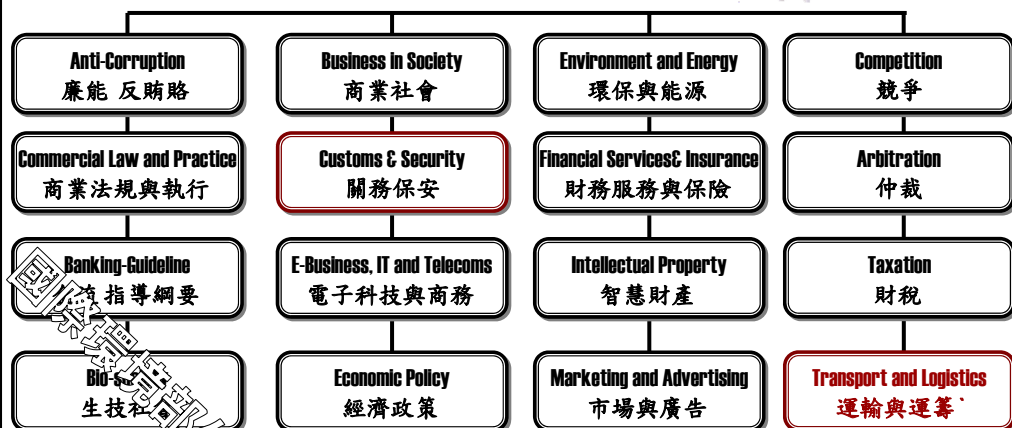 Anti-Corruption
廉能 反賄賂
Business in Society
商業社會
Environment and Energy
環保與能源
Competition
競爭
Commercial Law and Practice
商業法規與執行
Customs & Security
關務保安
Financial Services& Insurance
財務服務與保險
Arbitration
仲裁
Banking-Guideline
指導綱要
E-Business, IT and Telecoms
電子科技與商務
Intellectual Property
智慧財產
Taxation
財稅
生技
Economic Policy
經濟政策
Marketing and Advertising
市場與廣告
Transport and Logistics
運輸與運籌`
國際環境部